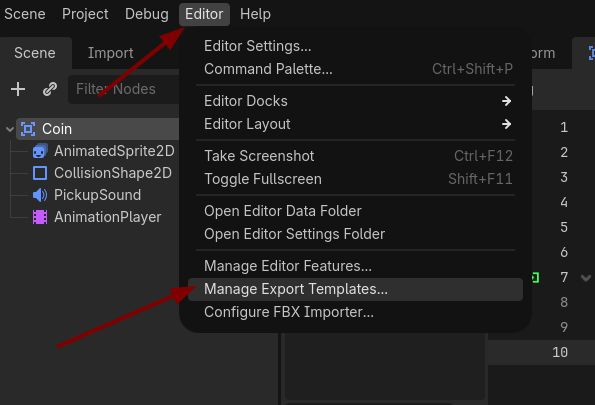 Scene Project Debug Editor Help
Scene Import
Filter Nodes
Coin
AnimatedSprite2D
CollisionShape2D
PickupSound
AnimationPlayer
Editor Settings...
Command Palette... Ctrl+Shift+P
Editor Docks
Editor Layout
Take Screenshot Ctrl+F12
Toggle Fullscreen Shift+F11
Open Editor Data Folder
Open Editor Settings Folder
Manage Editor Features...
Manage Export Templates...
Configure FBX Importer...
orm
1
2
3
4
5
6
7
8
9
10